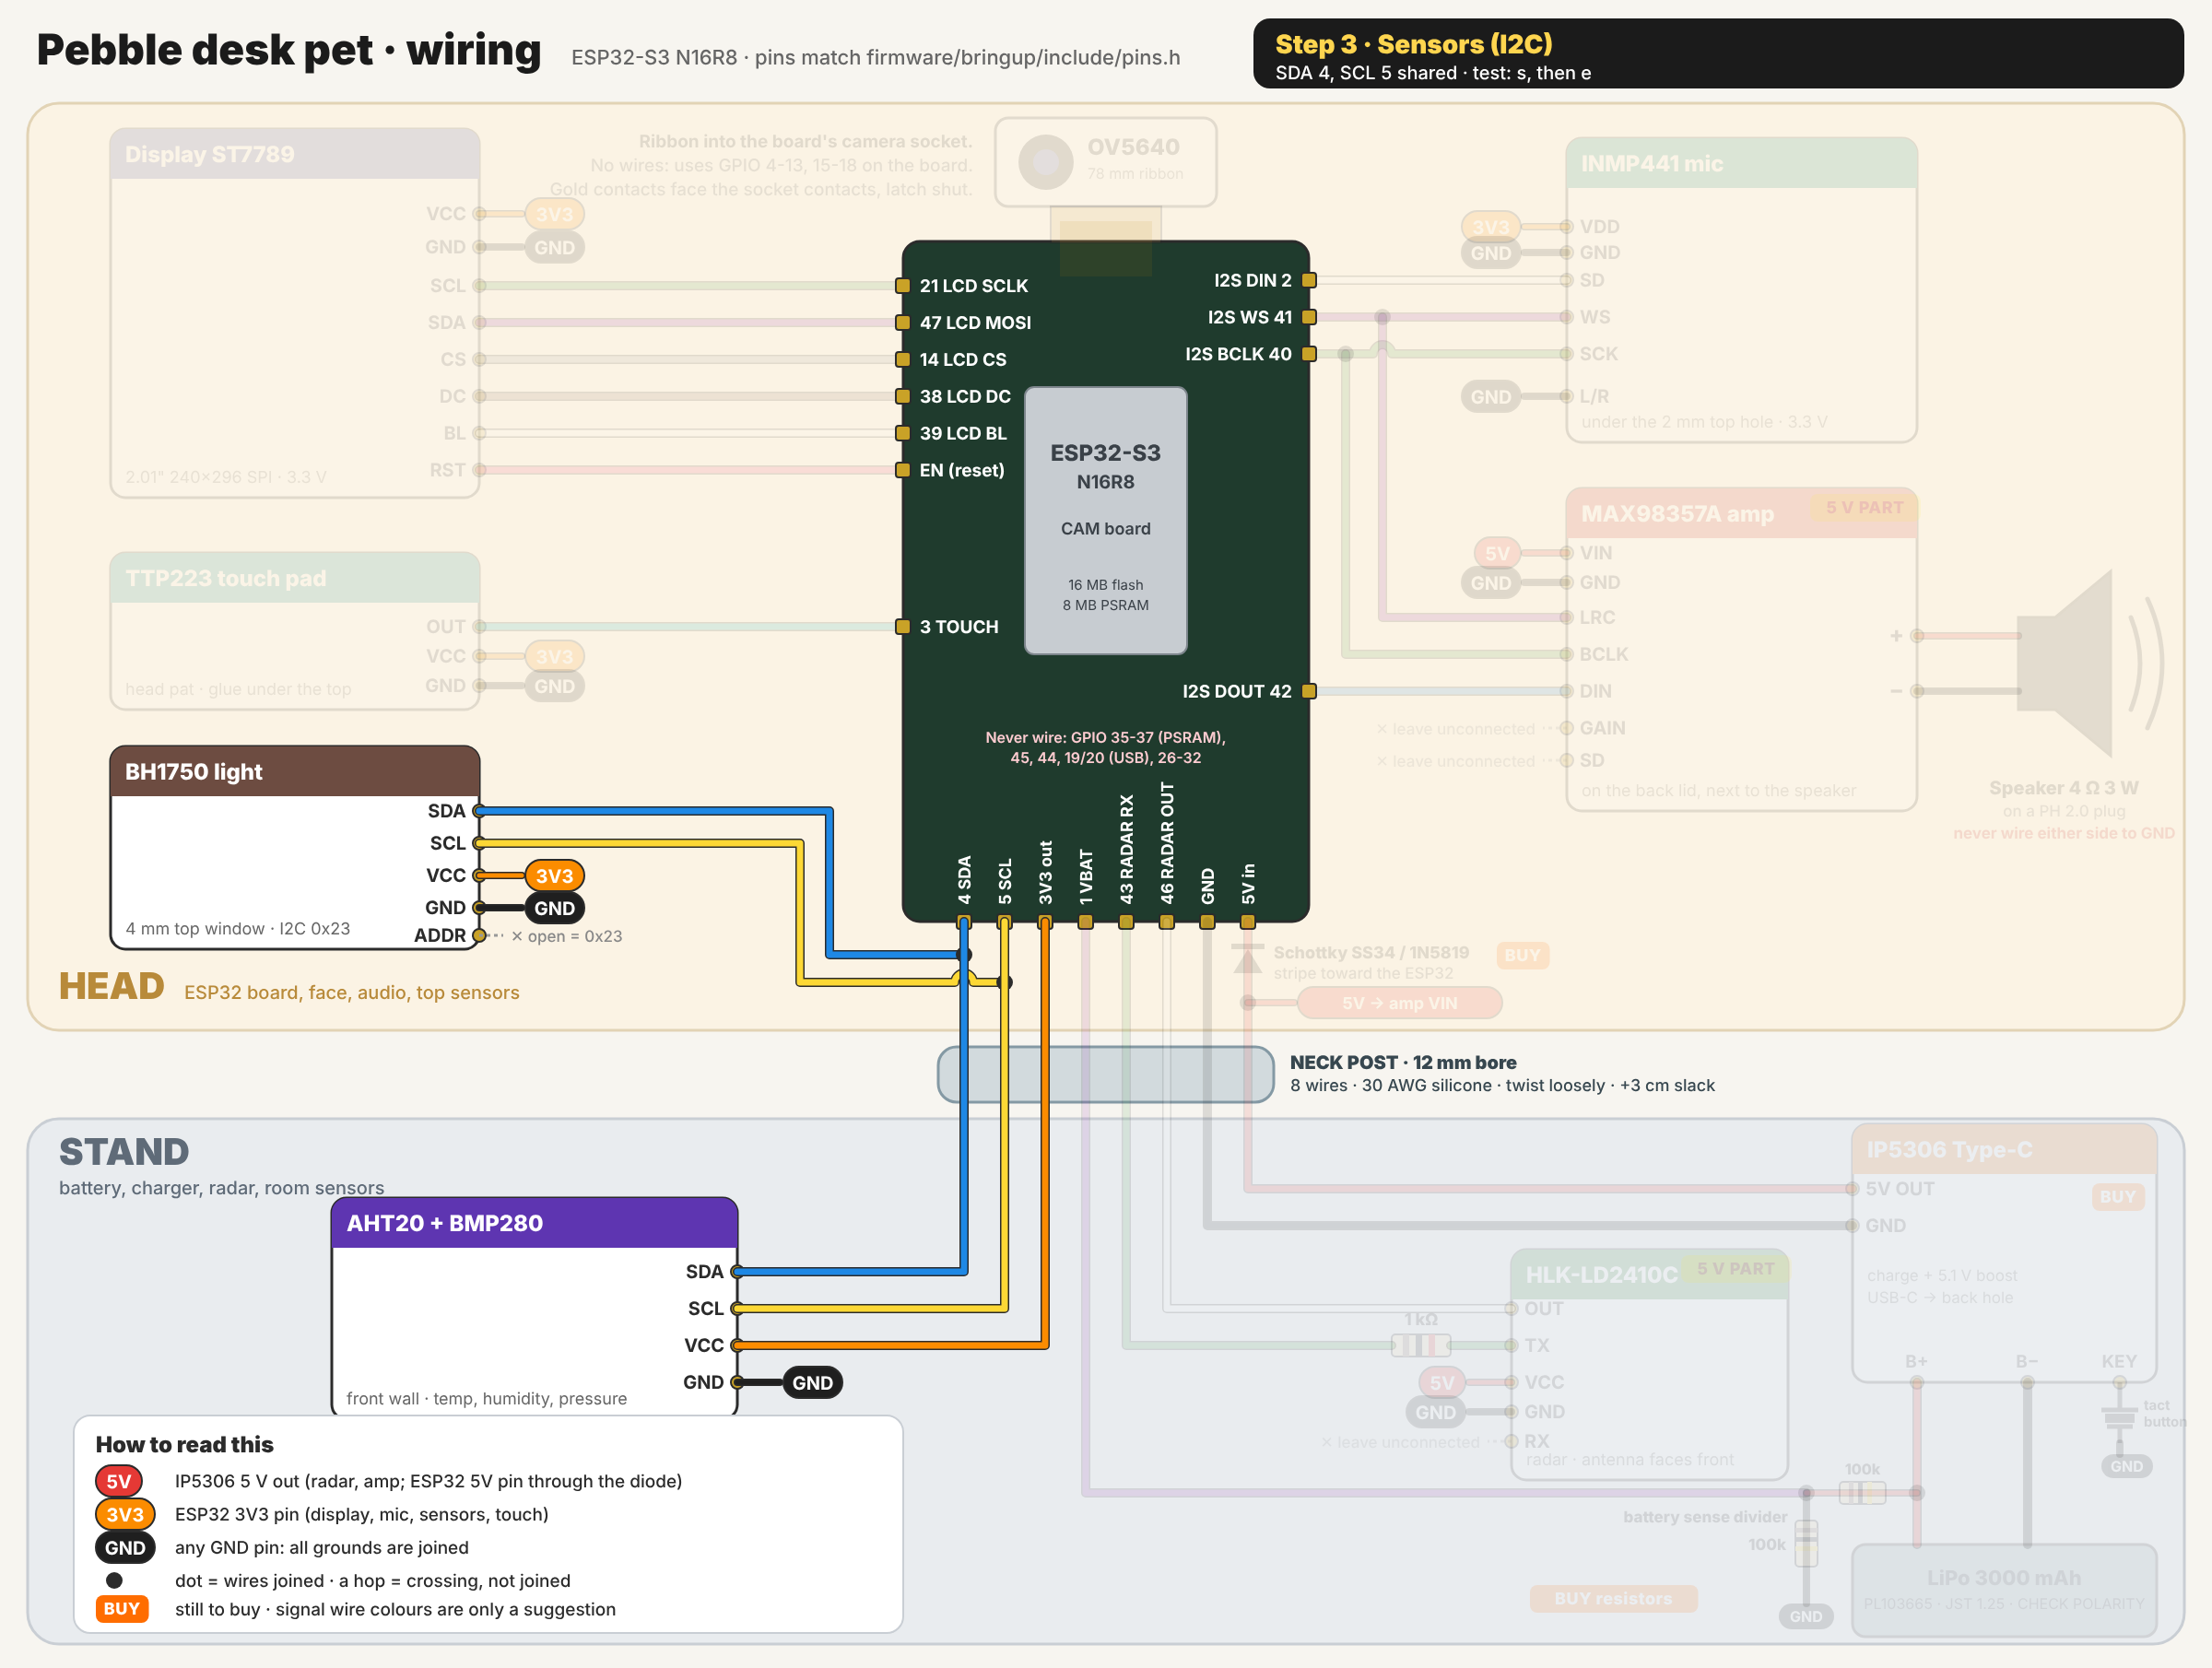 Pebble desk pet · wiring
ESP32-S3 N16R8 · pins match firmware/bringup/include/pins.h
Step 3 · Sensors (I2C)
SDA 4, SCL 5 shared · test: s, then e
Display ST7789
VCC
3V3
GND
GND
SCL
SDA
CS
DC
BL
RST
2.01" 240×296 SPI · 3.3 V
Ribbon into the board's camera socket.
No wires: uses GPIO 4-13, 15-18 on the board.
Gold contacts face the socket contacts, latch shut.
OV5640
78 mm ribbon
INMP441 mic
3V3
VDD
GND
GND
SD
WS
SCK
GND
L/R
under the 2 mm top hole · 3.3 V
21 LCD SCLK
47 LCD MOSI
14 LCD CS
38 LCD DC
39 LCD BL
EN (reset)
3 TOUCH
I2S DIN 2
I2S WS 41
I2S BCLK 40
I2S DOUT 42
ESP32-S3
N16R8
CAM board
16 MB flash
8 MB PSRAM
Never wire: GPIO 35-37 (PSRAM),
45, 44, 19/20 (USB), 26-32
4 SDA
5 SCL
3V3 out
1 VBAT
43 RADAR RX
46 RADAR OUT
GND
5V in
TTP223 touch pad
OUT
VCC
3V3
GND
GND
head pat · glue under the top
MAX98357A amp
5 V PART
5V
VIN
GND
GND
LRC
BCLK
DIN
× leave unconnected
GAIN
× leave unconnected
SD
on the back lid, next to the speaker
+
−
Speaker 4 Ω 3 W
on a PH 2.0 plug
never wire either side to GND
BH1750 light
SDA
SCL
VCC
3V3
GND
GND
ADDR
× open = 0x23
4 mm top window · I2C 0x23
HEAD
ESP32 board, face, audio, top sensors
Schottky SS34 / 1N5819
stripe toward the ESP32
BUY
5V → amp VIN
NECK POST · 12 mm bore
8 wires · 30 AWG silicone · twist loosely · +3 cm slack
STAND
battery, charger, radar, room sensors
AHT20 + BMP280
SDA
SCL
VCC
GND
GND
front wall · temp, humidity, pressure
IP5306 Type-C
5V OUT
BUY
GND
charge + 5.1 V boost
USB-C → back hole
B+
B−
KEY
tact
button
GND
HLK-LD2410C
5 V PART
OUT
1 kΩ
TX
5V
VCC
GND
GND
× leave unconnected
RX
radar · antenna faces front
100k
battery sense divider
100k
GND
BUY resistors
LiPo 3000 mAh
PL103665 · JST 1.25 · CHECK POLARITY
How to read this
5V
IP5306 5 V out (radar, amp; ESP32 5V pin through the diode)
3V3
ESP32 3V3 pin (display, mic, sensors, touch)
GND
any GND pin: all grounds are joined
dot = wires joined · a hop = crossing, not joined
BUY
still to buy · signal wire colours are only a suggestion